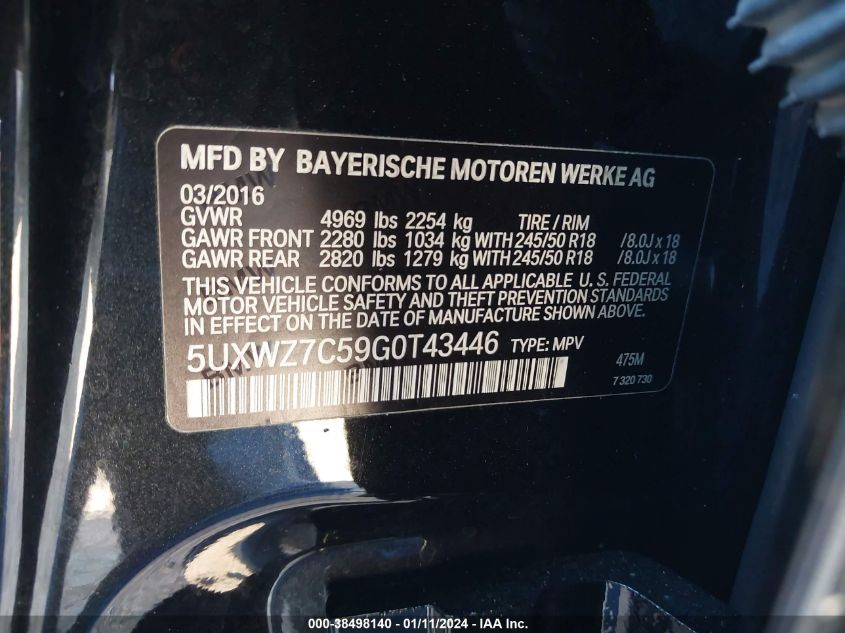 MFD BY BAYERISCHE MOTOREN WERKE AG
03/2016
GVWR 4969 lbs 2254 kg TIRE / RIM
GAWR FRONT 2280 lbs 1034 kg WITH 245/50 R18 /8.0J x 18
GAWR REAR 2820 lbs 1279 kg WITH 245/50 R18 /8.0J x 18
THIS VEHICLE CONFORMS TO ALL APPLICABLE U. S. FEDERAL
MOTOR VEHICLE SAFETY AND THEFT PREVENTION STANDARDS
IN EFFECT ON THE DATE OF MANUFACTURE SHOWN ABOVE.
5UXWZ7C59G0T43446 TYPE: MPV
475M
7 320 730
000-38498140 - 01/11/2024 - IAA Inc.